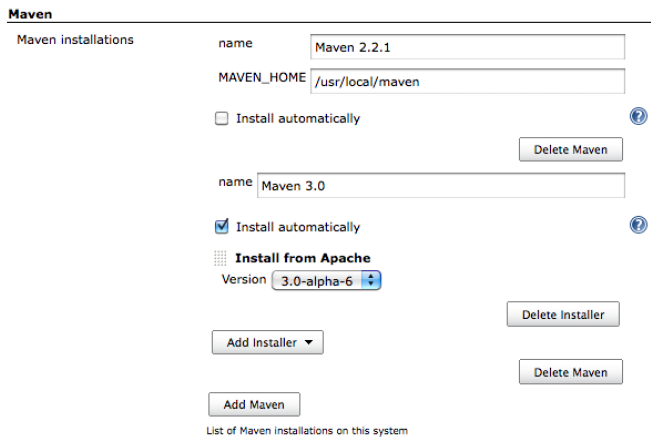 Maven
Maven installations
name Maven 2.2.1
MAVEN_HOME /usr/local/maven
Install automatically ?
Delete Maven
name Maven 3.0
Install automatically ?
Install from Apache
Version 3.0-alpha-6
Delete Installer
Add Installer
Delete Maven
Add Maven
List of Maven installations on this system